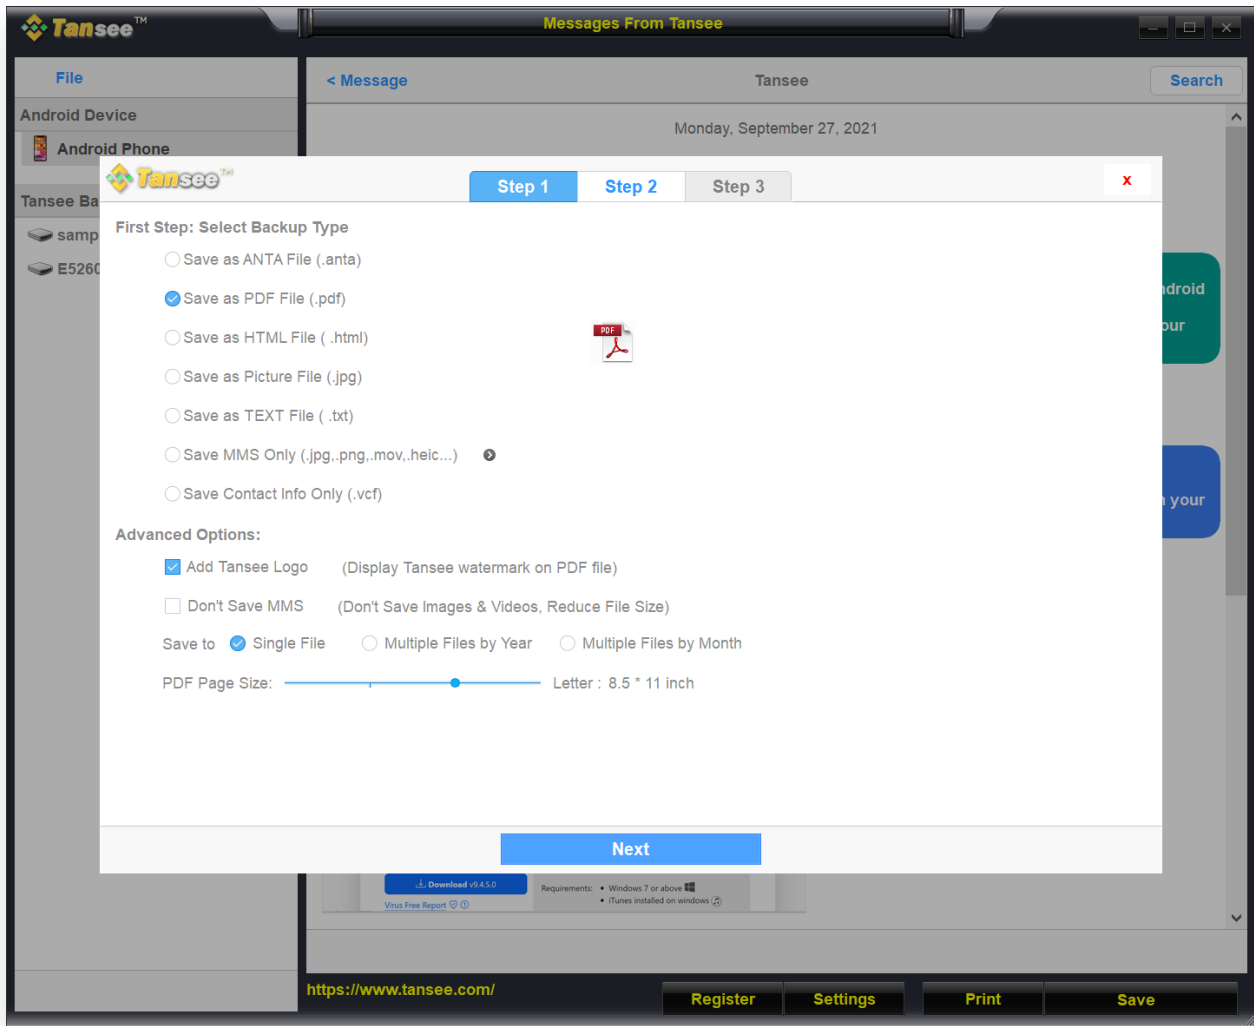 Tansee™
Messages From Tansee
File
< Message
Tansee
Search
Android Device
Monday, September 27, 2021
Android Phone
Tansee™
Step 1
Step 2
Step 3
x
Tansee Ba
First Step: Select Backup Type
samp
Save as ANTA File (.anta)
E5260
Save as PDF File (.pdf)
ndroid
our
Save as HTML File ( .html)
PDF
Save as Picture File (.jpg)
Save as TEXT File ( .txt)
Save MMS Only (.jpg,.png,.mov,.heic...)
Save Contact Info Only (.vcf)
your
Advanced Options:
Add Tansee Logo (Display Tansee watermark on PDF file)
Don't Save MMS (Don't Save Images & Videos, Reduce File Size)
Save to Single File Multiple Files by Year Multiple Files by Month
PDF Page Size: Letter : 8.5 * 11 inch
Next
Download v9.4.5.0
Requirements: • Windows 7 or above
Virus Free Report
• iTunes installed on windows
https://www.tansee.com/
Register
Settings
Print
Save